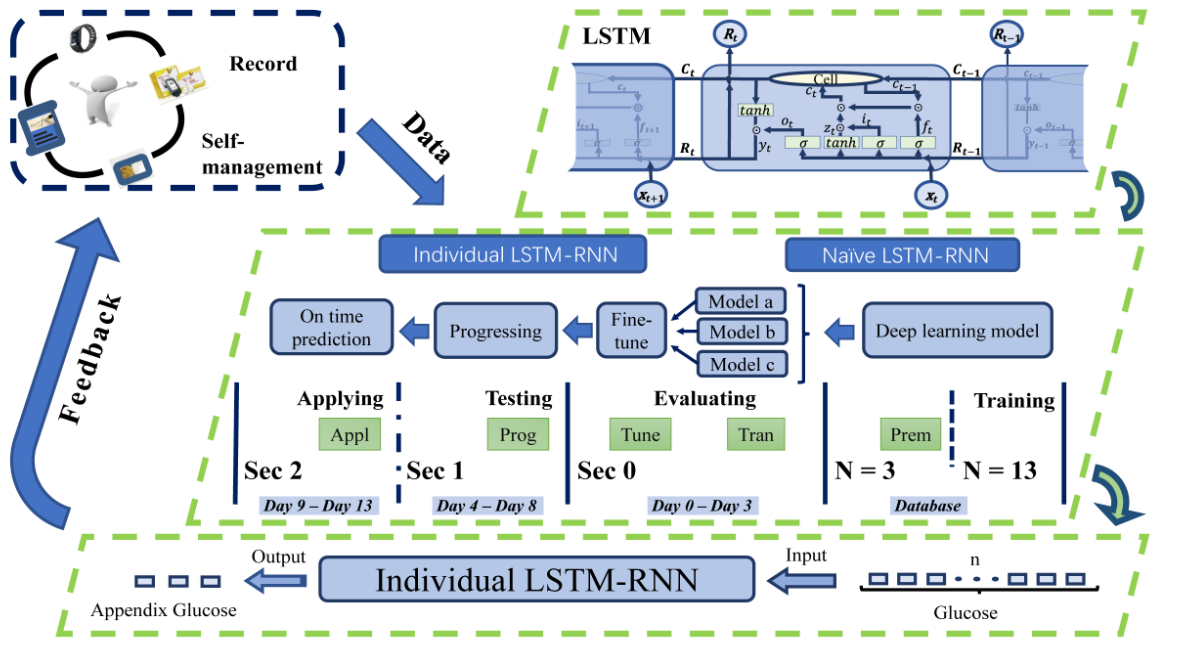 Record
Self-
management
Data
LSTM
R_t
R_{t-1}
C_t
Cell
C_{t-1}
c_t
c_{t-1}
c_{t-1}
c_t
tanh
tanh
o_t
z_t
i_t
f_t
i_{t+1}
f_{t+1}
o_{t-1}
y_t
y_{t-1}
σ
tanh
σ
σ
σ
σ
σ
R_t
R_{t-1}
x_{t+1}
x_t
Individual LSTM-RNN
Naïve LSTM-RNN
On time
prediction
Progressing
Fine-
tune
Model a
Model b
Model c
Deep learning model
Feedback
Applying
Testing
Evaluating
Training
Appl
Prog
Tune
Tran
Prem
Sec 2
Sec 1
Sec 0
N = 3
N = 13
Day 9 – Day 13
Day 4 – Day 8
Day 0 – Day 3
Database
Output
Individual LSTM-RNN
Input
n
Appendix Glucose
Glucose